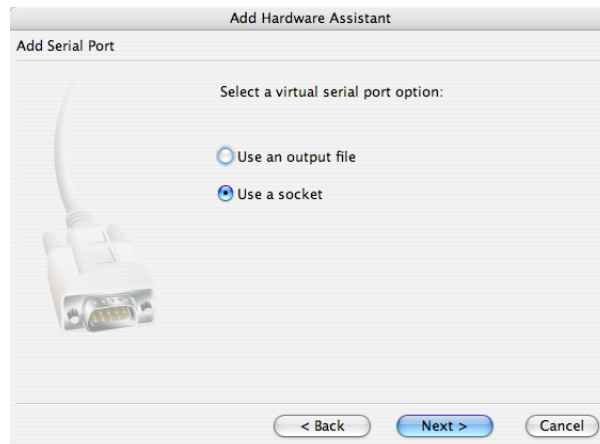 Add Hardware Assistant
Add Serial Port
Select a virtual serial port option:
Use an output file
Use a socket
< Back
Next >
Cancel